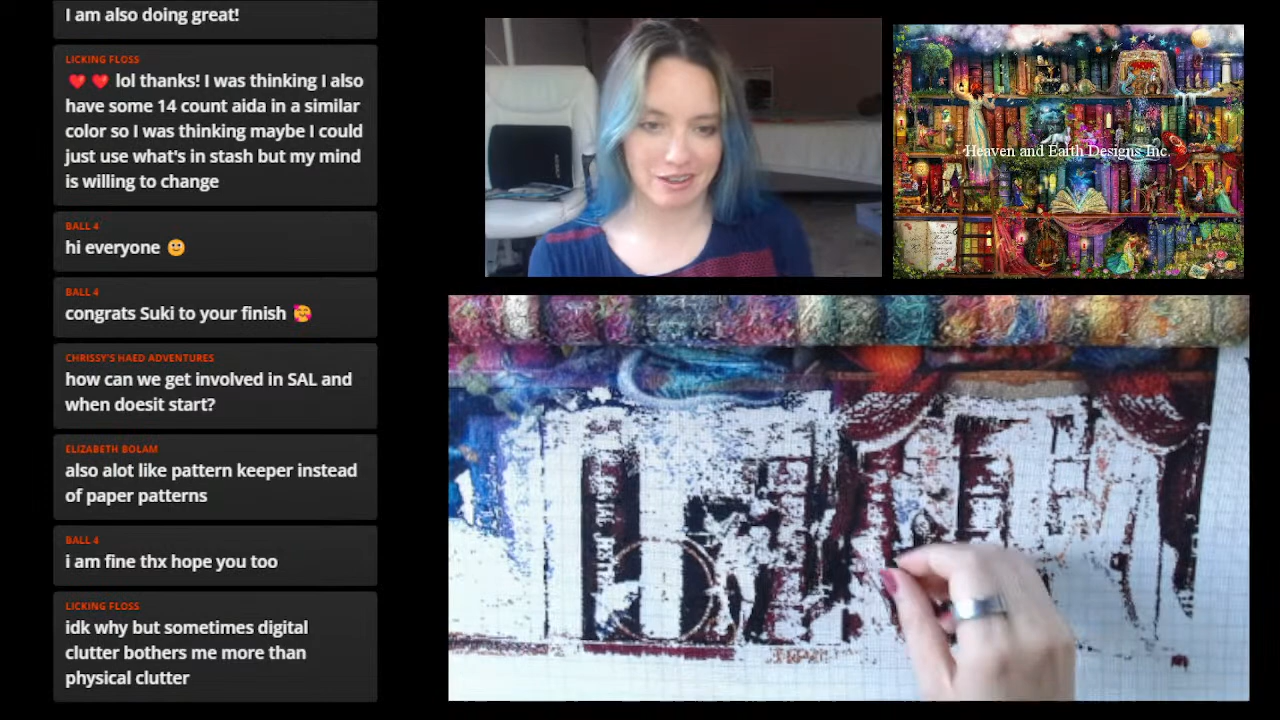 I am also doing great!
LICKING FLOSS
❤️ ❤️ lol thanks! I was thinking I also
have some 14 count aida in a similar
color so I was thinking maybe I could
just use what's in stash but my mind
is willing to change
BALL 4
hi everyone 🙂
BALL 4
congrats Suki to your finish 🥰
CHRISSY'S HAED ADVENTURES
how can we get involved in SAL and
when doesit start?
ELIZABETH BOLAM
also alot like pattern keeper instead
of paper patterns
BALL 4
i am fine thx hope you too
LICKING FLOSS
idk why but sometimes digital
clutter bothers me more than
physical clutter
Heaven and Earth Designs Inc.